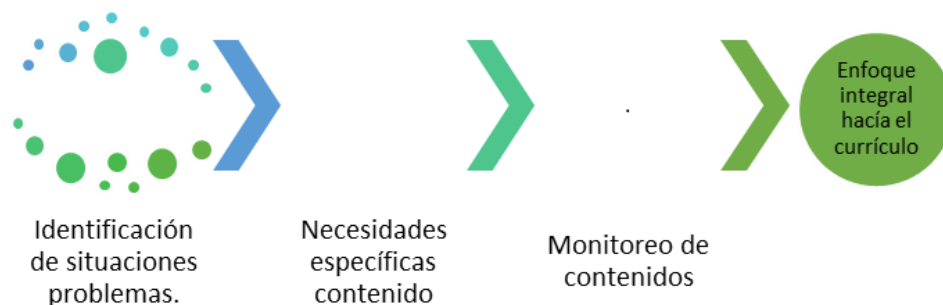 Enfoque
integral
hacía el
currículo
Identificación
de situaciones
problemas.
Necesidades
específicas
contenido
.
Monitoreo de
contenidos